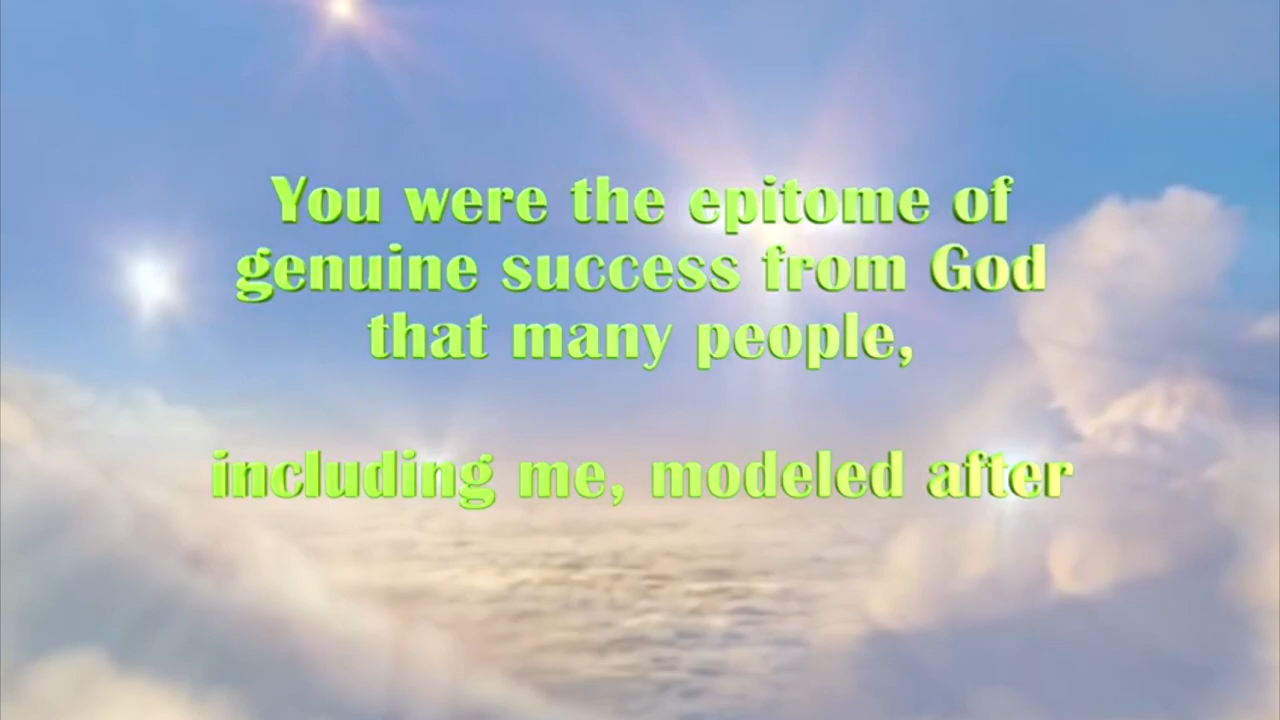 You were the epitome of
genuine success from God
that many people,
including me, modeled after